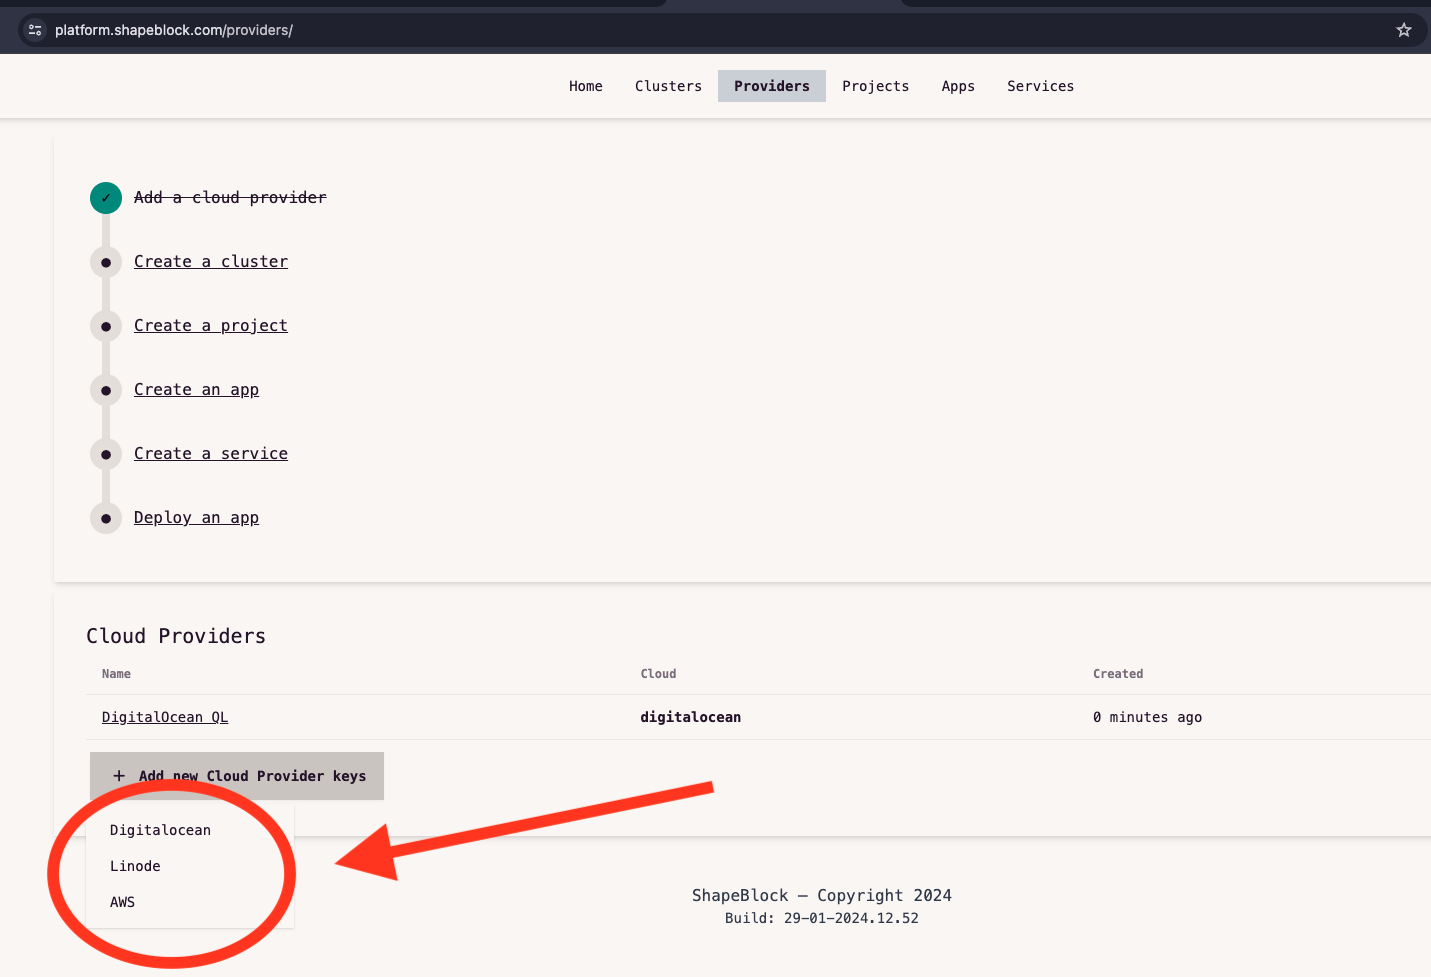 platform.shapeblock.com/providers/
Home Clusters Providers Projects Apps Services
Add a cloud provider
Create a cluster
Create a project
Create an app
Create a service
Deploy an app
Cloud Providers
Name Cloud Created
DigitalOcean QL digitalocean 0 minutes ago
+ Add new Cloud Provider keys
Digitalocean
Linode
AWS
ShapeBlock — Copyright 2024
Build: 29-01-2024.12.52